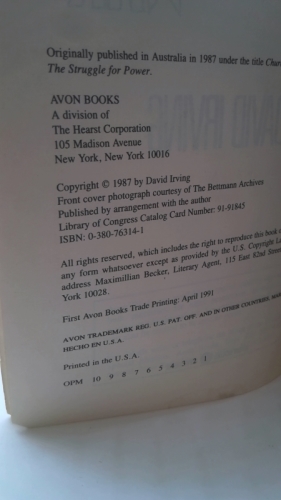 Originally published in Australia in 1987 under the title
The Struggle for Power.
AVON BOOKS
A division of
The Hearst Corporation
105 Madison Avenue
New York, New York 10016
Copyright © 1987 by David Irving
Front cover photograph courtesy of The Bettmann Archives
Published by arrangement with the author
Library of Congress Catalog Card Number: 91-91845
ISBN: 0-380-76314-1
All rights reserved, which includes the right to reproduce this book
any form whatsoever except as provided by the U.S. Copyright
address Maximillian Becker, Literary Agent, 115 East 82nd
York 10028.
First Avon Books Trade Printing: April 1991
AVON TRADEMARK REG. U.S. PAT. OFF. AND IN OTHER COUNTRIES,
HECHO EN U.S.A.
Printed in the U.S.A.
OPM 10 9 8 7 6 5 4 3 2 1